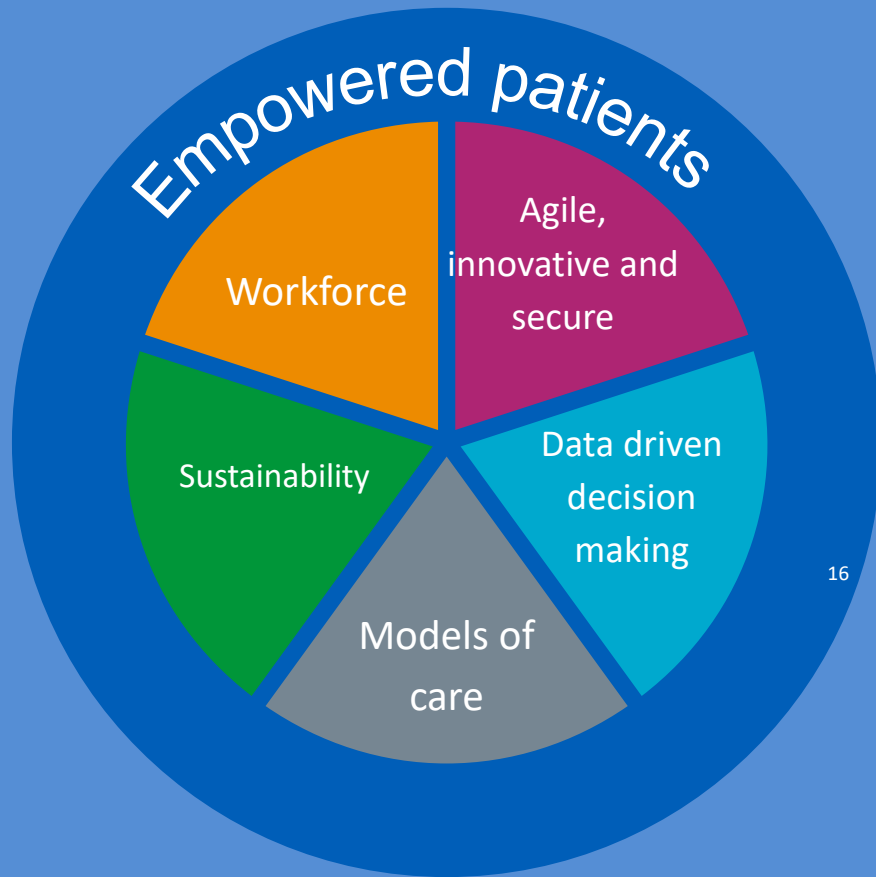 Empowered patients
Workforce
Agile,
innovative and
secure
Sustainability
Data driven
decision
making
Models of
care
16